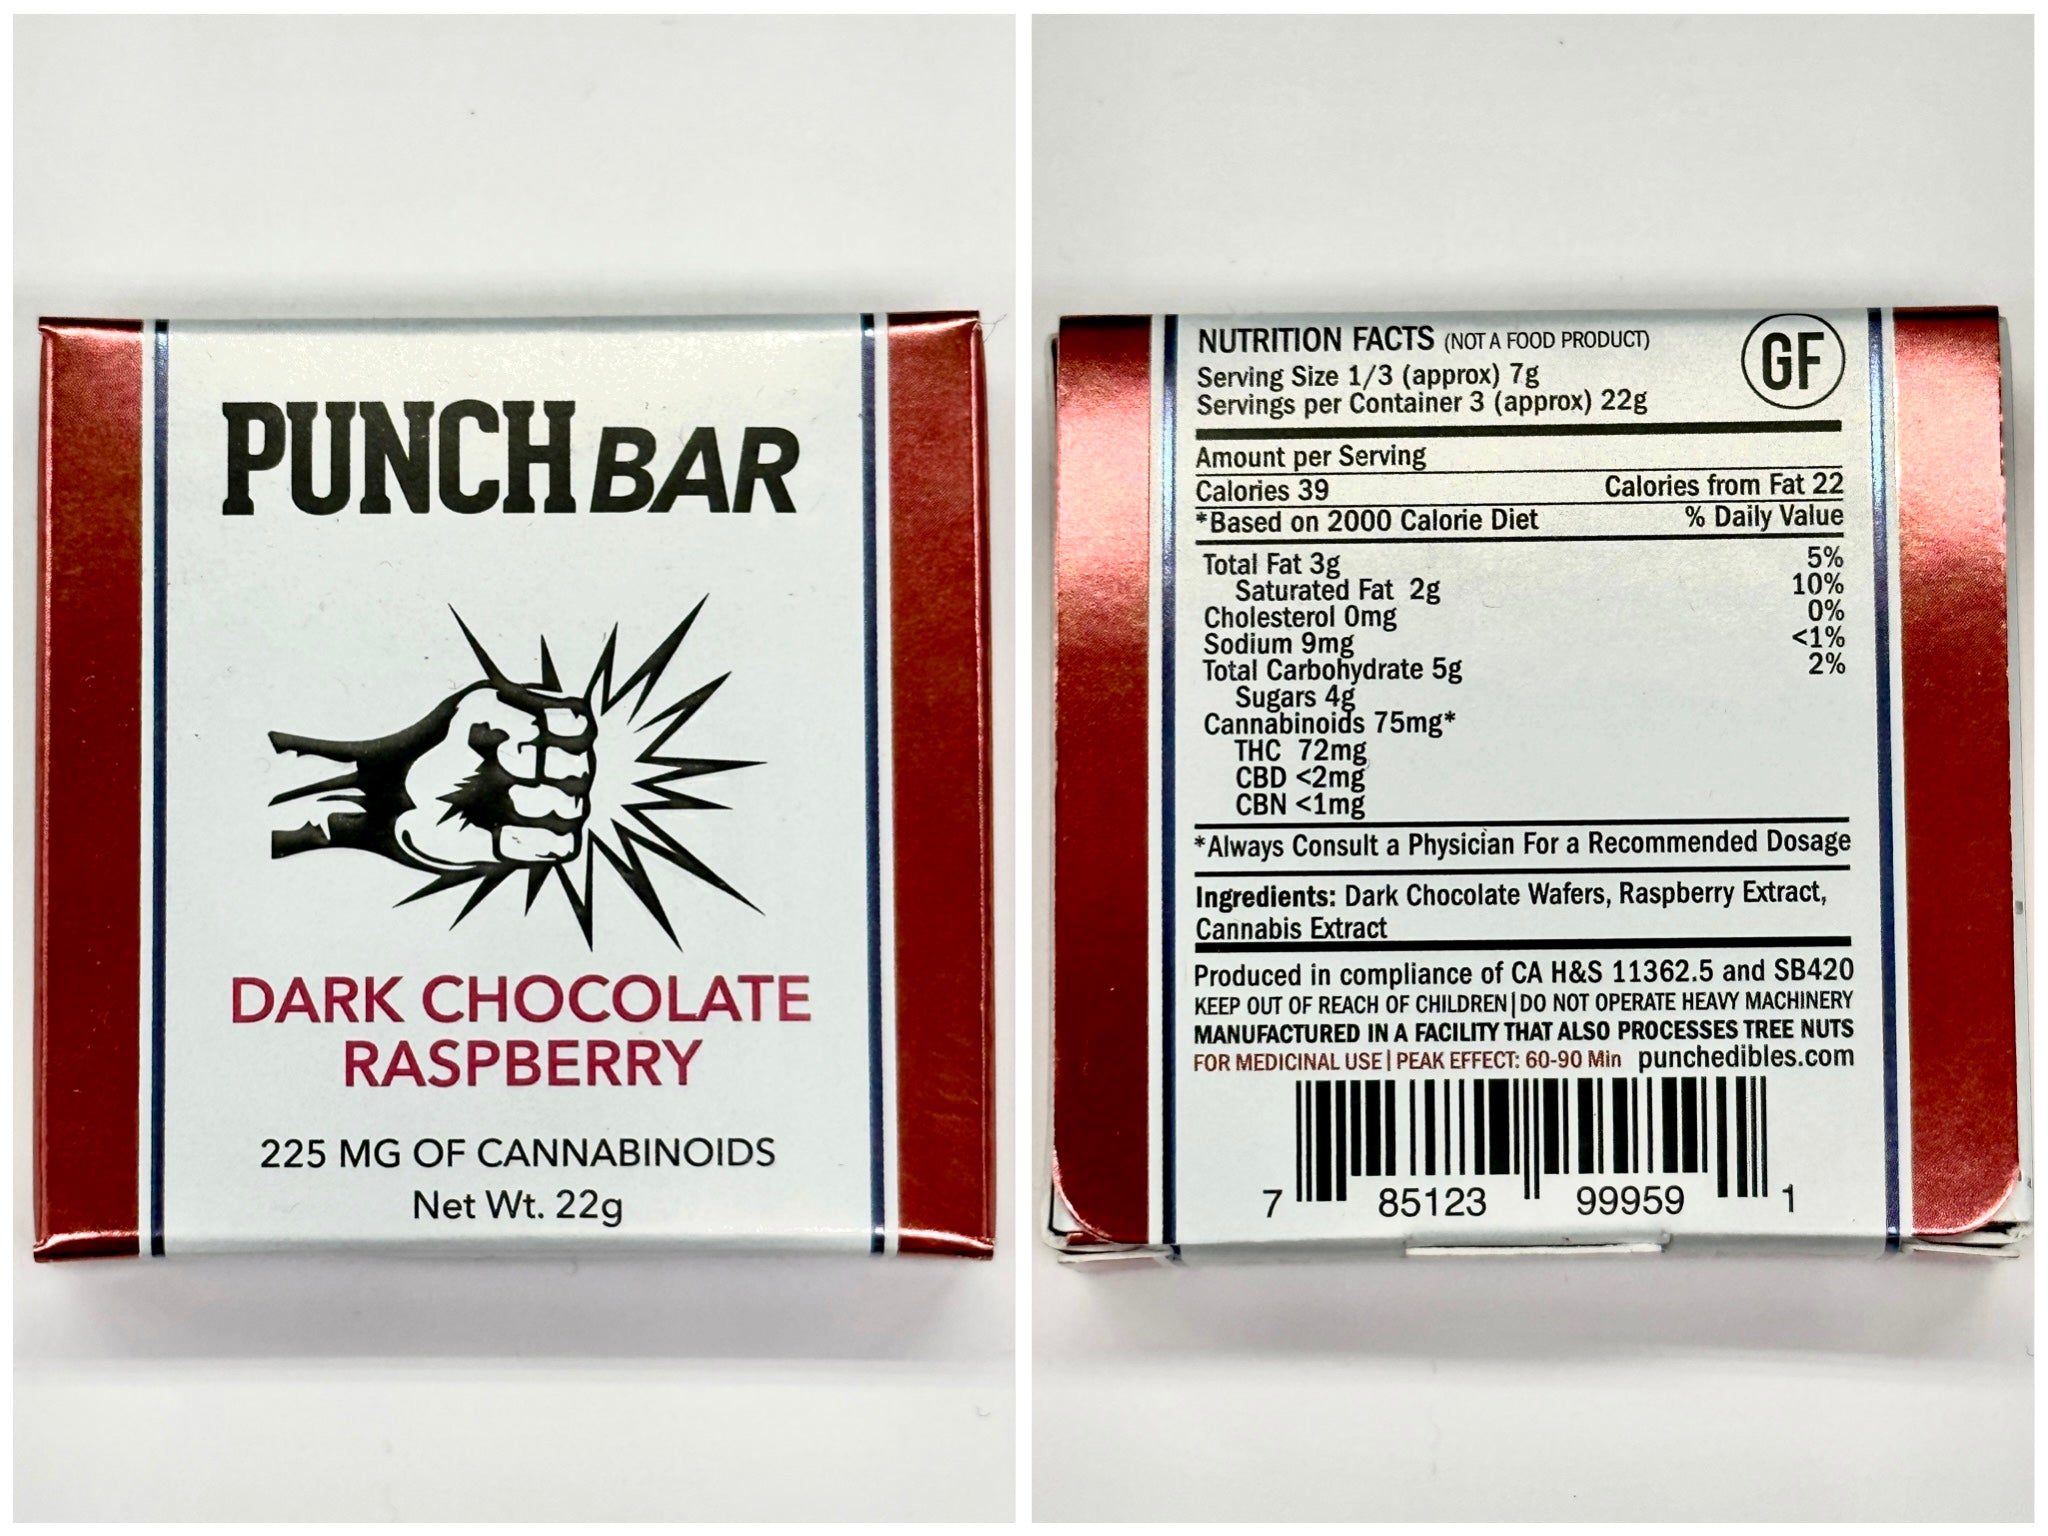 PUNCH BAR
DARK CHOCOLATE
RASPBERRY
225 MG OF CANNABINOIDS
Net Wt. 22g
NUTRITION FACTS (NOT A FOOD PRODUCT)
GF
Serving Size 1/3 (approx) 7g
Servings per Container 3 (approx) 22g
Amount per Serving
Calories 39 Calories from Fat 22
*Based on 2000 Calorie Diet % Daily Value
Total Fat 3g 5%
Saturated Fat 2g 10%
Cholesterol 0mg 0%
Sodium 9mg <1%
Total Carbohydrate 5g 2%
Sugars 4g
Cannabinoids 75mg*
THC 72mg
CBD <2mg
CBN <1mg
*Always Consult a Physician For a Recommended Dosage
Ingredients: Dark Chocolate Wafers, Raspberry Extract,
Cannabis Extract
Produced in compliance of CA H&S 11362.5 and SB420
KEEP OUT OF REACH OF CHILDREN | DO NOT OPERATE HEAVY MACHINERY
MANUFACTURED IN A FACILITY THAT ALSO PROCESSES TREE NUTS
FOR MEDICINAL USE | PEAK EFFECT: 60-90 Min punchedibles.com
7 85123 99959 1